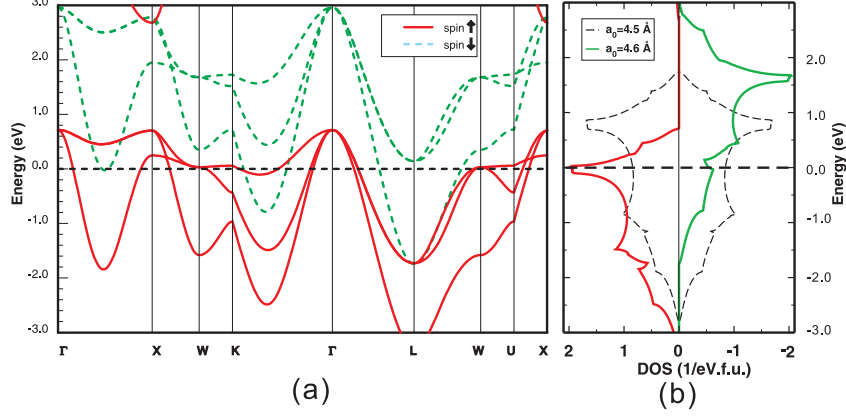 3.0
2.0
1.0
0.0
-1.0
-2.0
-3.0
Energy (eV)
spin ⬆
spin ⬇
Γ X W K Γ L W U X
(a)
a₀=4.5 Å
a₀=4.6 Å
2.0
1.0
0.0
-1.0
-2.0
-3.0
Energy (eV)
2 1 0 -1 -2
DOS (1/eV.f.u.)
(b)